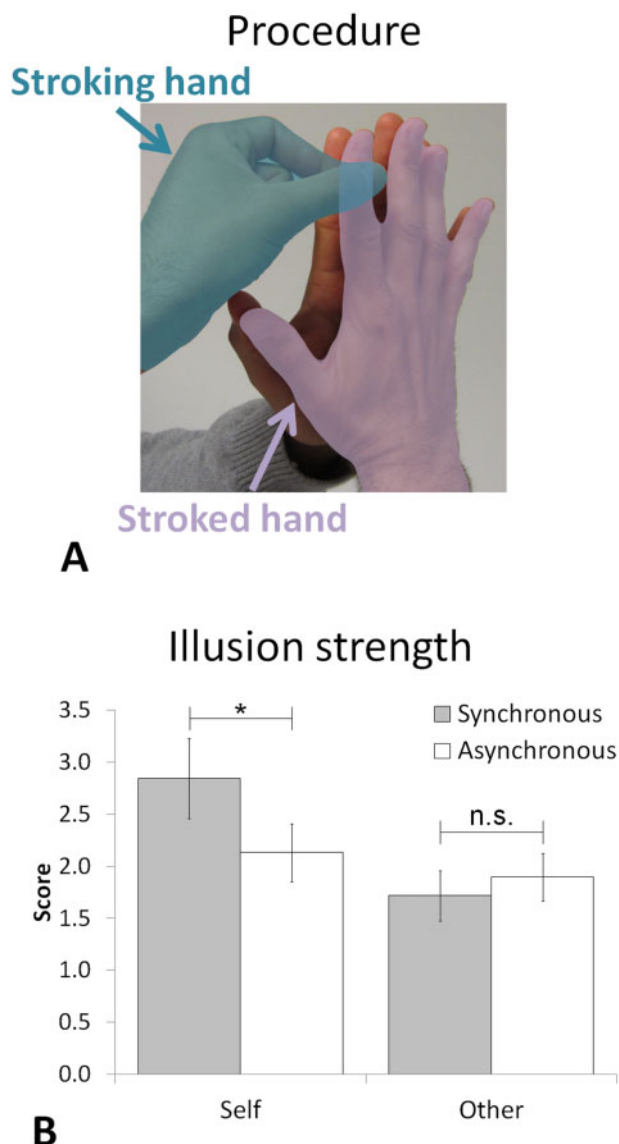 Procedure
Stroking hand
Stroked hand
A
Illusion strength
3.5
3.0
2.5
2.0
1.5
1.0
0.5
0.0
Score
*
n.s.
Synchronous
Asynchronous
Self
Other
B